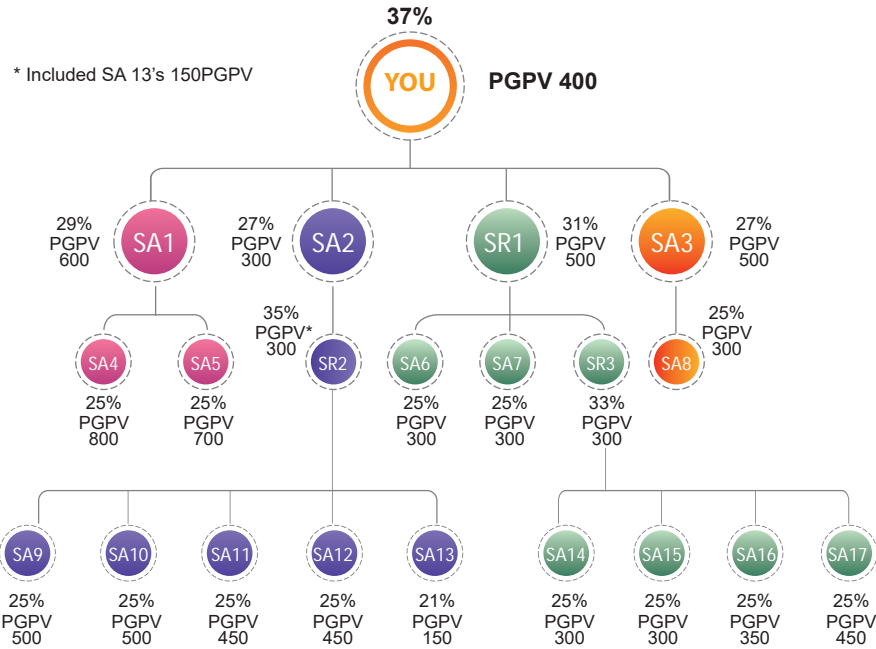 37%
* Included SA 13's 150PGPV
YOU
PGPV 400
29%
PGPV
600
SA1
27%
PGPV
300
SA2
SR1
31%
PGPV
500
SA3
27%
PGPV
500
SA4
25%
PGPV
800
SA5
25%
PGPV
700
35%
PGPV*
300
SR2
SA6
25%
PGPV
300
SA7
25%
PGPV
300
SR3
33%
PGPV
300
SA8
25%
PGPV
300
SA9
25%
PGPV
500
SA10
25%
PGPV
500
SA11
25%
PGPV
450
SA12
25%
PGPV
450
SA13
21%
PGPV
150
SA14
25%
PGPV
300
SA15
25%
PGPV
300
SA16
25%
PGPV
350
SA17
25%
PGPV
450